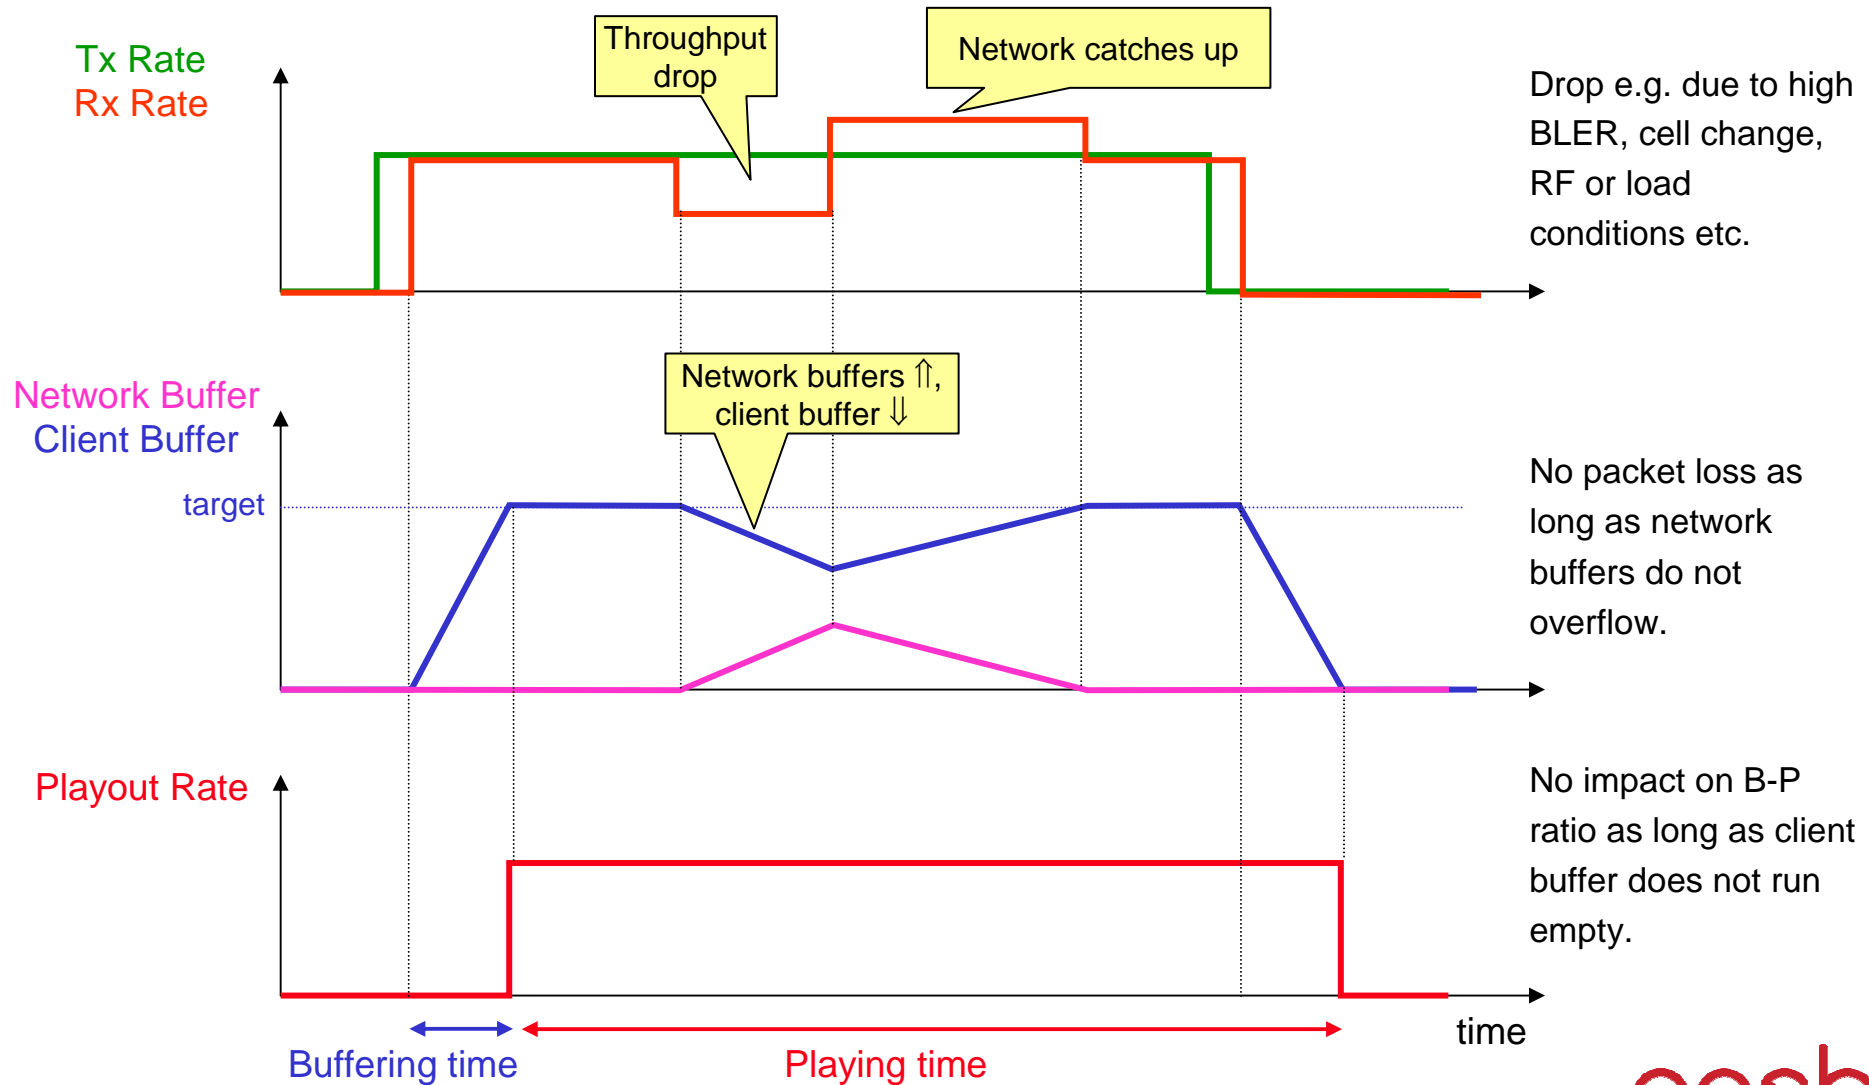 Tx Rate
Rx Rate
Throughput
drop
Network catches up
Drop e.g. due to high
BLER, cell change,
RF or load
conditions etc.
Network Buffer
Client Buffer
target
Network buffers ⇑,
client buffer ⇓
No packet loss as
long as network
buffers do not
overflow.
Playout Rate
No impact on B-P
ratio as long as client
buffer does not run
empty.
time
Buffering time
Playing time